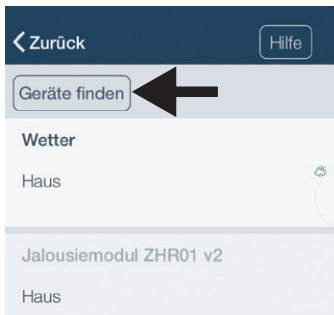 Zurück Hilfe
Geräte finden
Wetter
Haus
Jalousiemodul ZHR01 v2
Haus